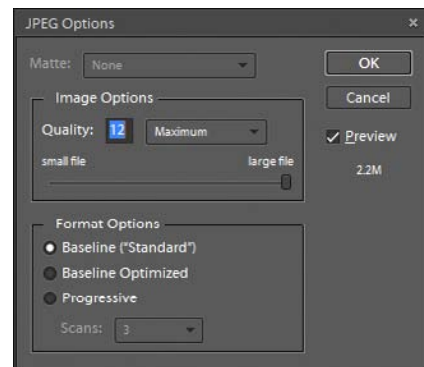 JPEG Options
Matte: None
OK
Image Options
Cancel
Quality: 12 Maximum
Preview
small file large file
2.2M
Format Options
Baseline ("Standard")
Baseline Optimized
Progressive
Scans: 3